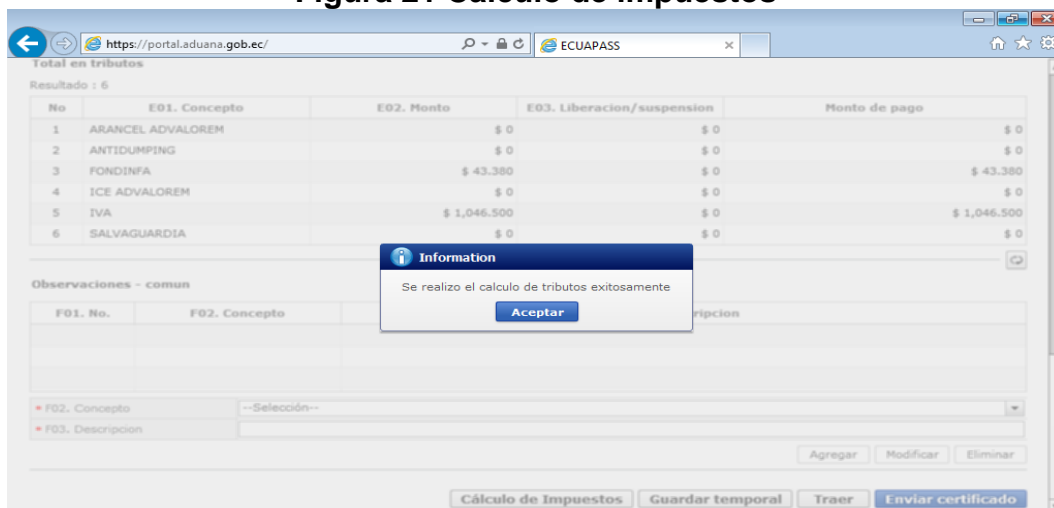 Figura 21 Cálculo de Impuestos
https://portal.aduana.gob.ec/ ECUAPASS
Total en tributos
Resultado : 6
No E01. Concepto E02. Monto E03. Liberacion/suspension Monto de pago
1 ARANCEL ADVALOREM $ 0 $ 0 $ 0
2 ANTIDUMPING $ 0 $ 0 $ 0
3 FONDINFA $ 43.380 $ 0 $ 43.380
4 ICE ADVALOREM $ 0 $ 0 $ 0
5 IVA $ 1,046.500 $ 0 $ 1,046.500
6 SALVAGUARDIA $ 0 $ 0 $ 0
Information
Se realizo el calculo de tributos exitosamente
Aceptar
Observaciones - comun
F01. No. F02. Concepto ripcion
* F02. Concepto --Selección--
* F03. Descripcion
Agregar Modificar Eliminar
Cálculo de Impuestos Guardar temporal Traer Enviar certificado